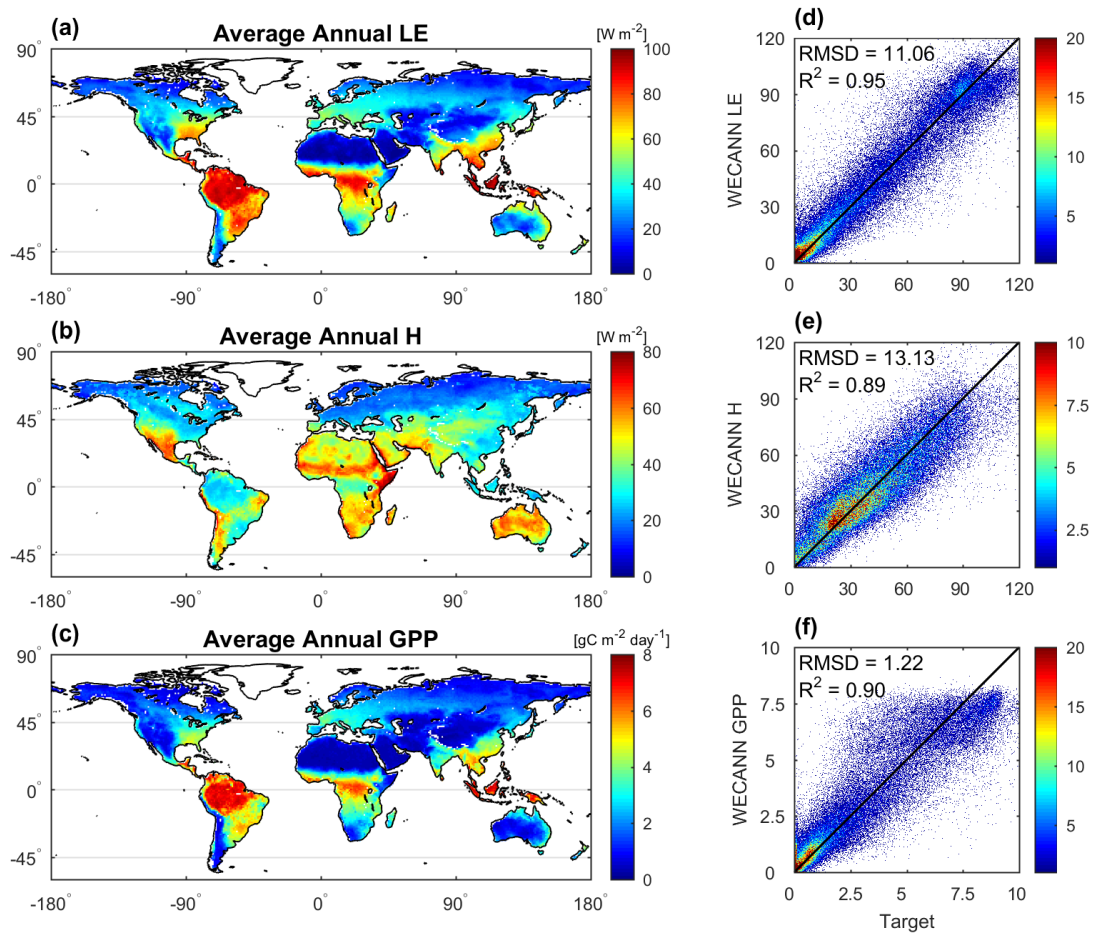 (a)
Average Annual LE
[W m-2]
90°
45°
0°
-45°
-180° -90° 0° 90° 180°
100
80
60
40
20
0
(d)
RMSD = 11.06
R2 = 0.95
WECANN LE
120
90
60
30
0
0 30 60 90 120
20
15
10
5
(b)
Average Annual H
[W m-2]
90°
45°
0°
-45°
-180° -90° 0° 90° 180°
80
60
40
20
0
(e)
RMSD = 13.13
R2 = 0.89
WECANN H
120
90
60
30
0
0 30 60 90 120
10
7.5
5
2.5
(c)
Average Annual GPP
[gC m-2 day-1]
90°
45°
0°
-45°
-180° -90° 0° 90° 180°
8
6
4
2
0
(f)
RMSD = 1.22
R2 = 0.90
WECANN GPP
10
7.5
5
2.5
0
0 2.5 5 7.5 10
Target
20
15
10
5